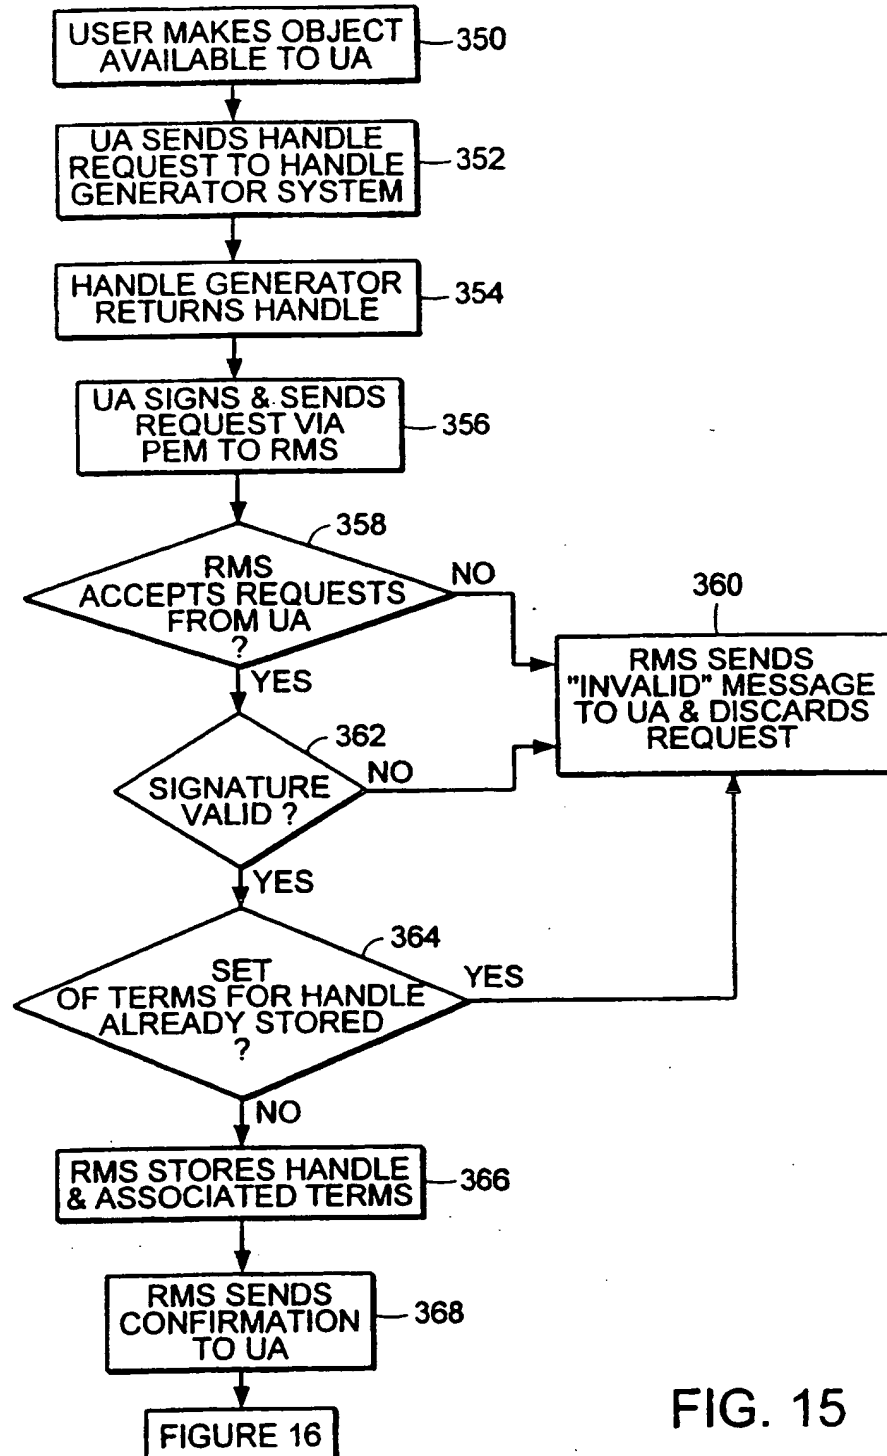 USER MAKES OBJECT
AVAILABLE TO UA
350
UA SENDS HANDLE
REQUEST TO HANDLE
GENERATOR SYSTEM
352
HANDLE GENERATOR
RETURNS HANDLE
354
UA SIGNS & SENDS
REQUEST VIA
PEM TO RMS
356
358
RMS
ACCEPTS REQUESTS
FROM UA
?
NO
YES
360
RMS SENDS
"INVALID" MESSAGE
TO UA & DISCARDS
REQUEST
362
SIGNATURE
VALID ?
NO
YES
364
SET
OF TERMS FOR HANDLE
ALREADY STORED
?
YES
NO
RMS STORES HANDLE
& ASSOCIATED TERMS
366
RMS SENDS
CONFIRMATION
TO UA
368
FIGURE 16
FIG. 15